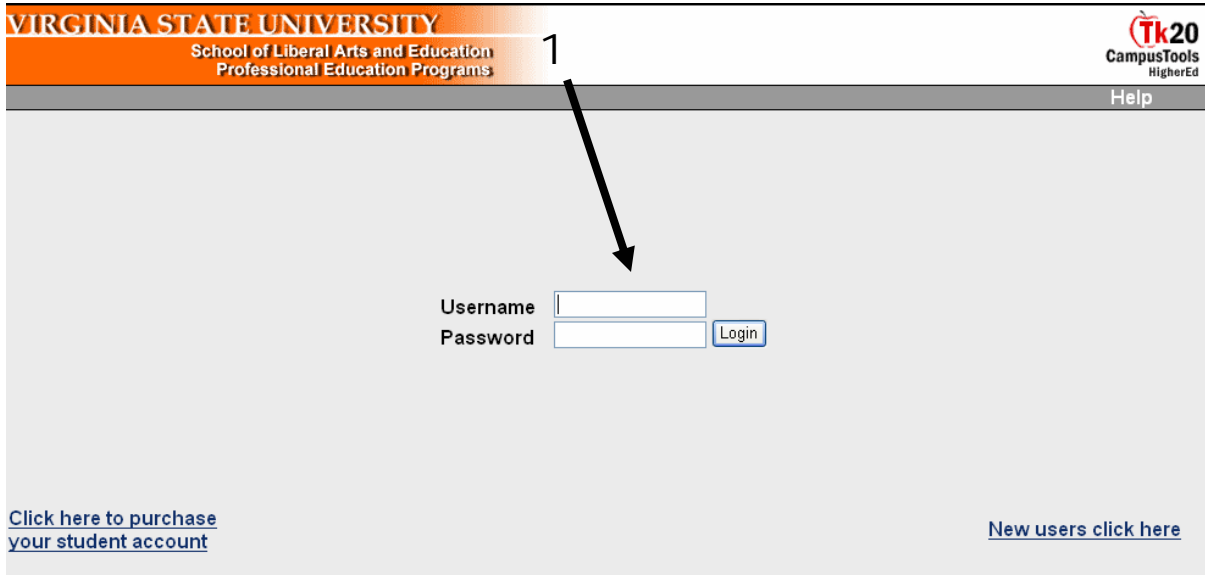 VIRGINIA STATE UNIVERSITY
School of Liberal Arts and Education
Professional Education Programs
1
Tk20
CampusTools
HigherEd
Help
Username
Password
Login
Click here to purchase
your student account
New users click here